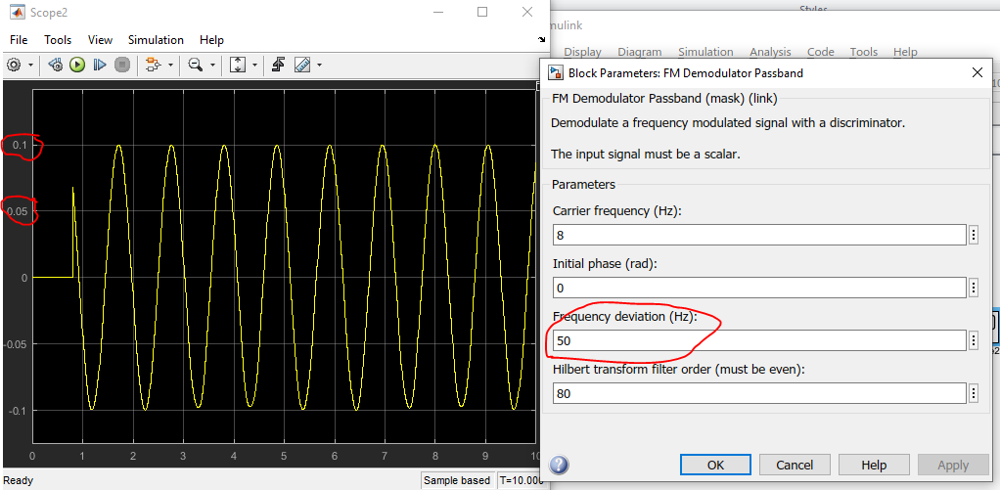 Scope2
File Tools View Simulation Help
0.1
0.05
0
-0.05
-0.1
0 1 2 3 4 5 6 7 8 9
Ready
Sample based T=10.000
Styles
mulink
Display Diagram Simulation Analysis Code Tools Help
Block Parameters: FM Demodulator Passband
FM Demodulator Passband (mask) (link)
Demodulate a frequency modulated signal with a discriminator.
The input signal must be a scalar.
Parameters
Carrier frequency (Hz):
8
Initial phase (rad):
0
Frequency deviation (Hz):
50
Hilbert transform filter order (must be even):
80
OK Cancel Help Apply